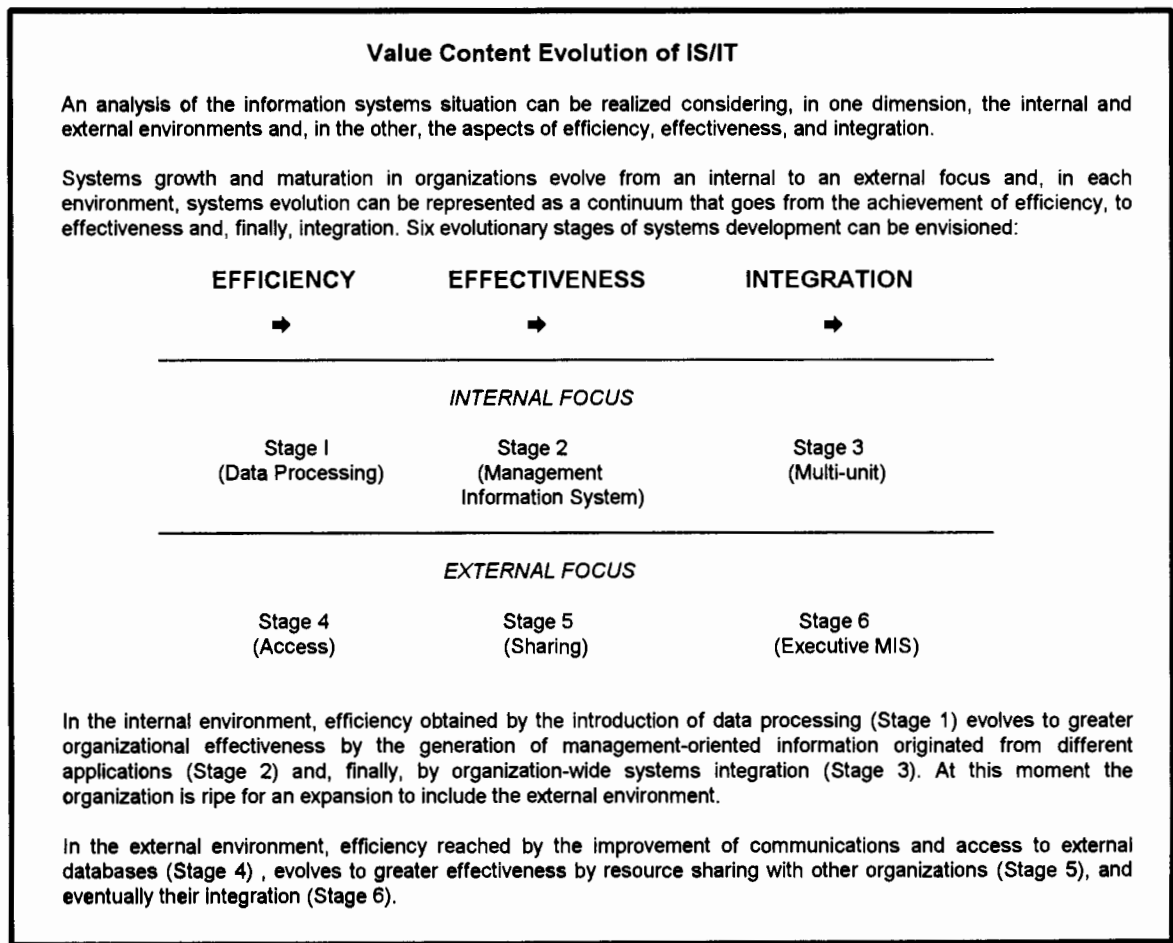 Value Content Evolution of IS/IT
An analysis of the information systems situation can be realized considering, in one dimension, the internal and
external environments and, in the other, the aspects of efficiency, effectiveness, and integration.
Systems growth and maturation in organizations evolve from an internal to an external focus and, in each
environment, systems evolution can be represented as a continuum that goes from the achievement of efficiency, to
effectiveness and, finally, integration. Six evolutionary stages of systems development can be envisioned:
EFFICIENCY EFFECTIVENESS INTEGRATION
➡ ➡ ➡
INTERNAL FOCUS
Stage I Stage 2 Stage 3
(Data Processing) (Management (Multi-unit)
Information System)
EXTERNAL FOCUS
Stage 4 Stage 5 Stage 6
(Access) (Sharing) (Executive MIS)
In the internal environment, efficiency obtained by the introduction of data processing (Stage 1) evolves to greater
organizational effectiveness by the generation of management-oriented information originated from different
applications (Stage 2) and, finally, by organization-wide systems integration (Stage 3). At this moment the
organization is ripe for an expansion to include the external environment.
In the external environment, efficiency reached by the improvement of communications and access to external
databases (Stage 4) , evolves to greater effectiveness by resource sharing with other organizations (Stage 5), and
eventually their integration (Stage 6).